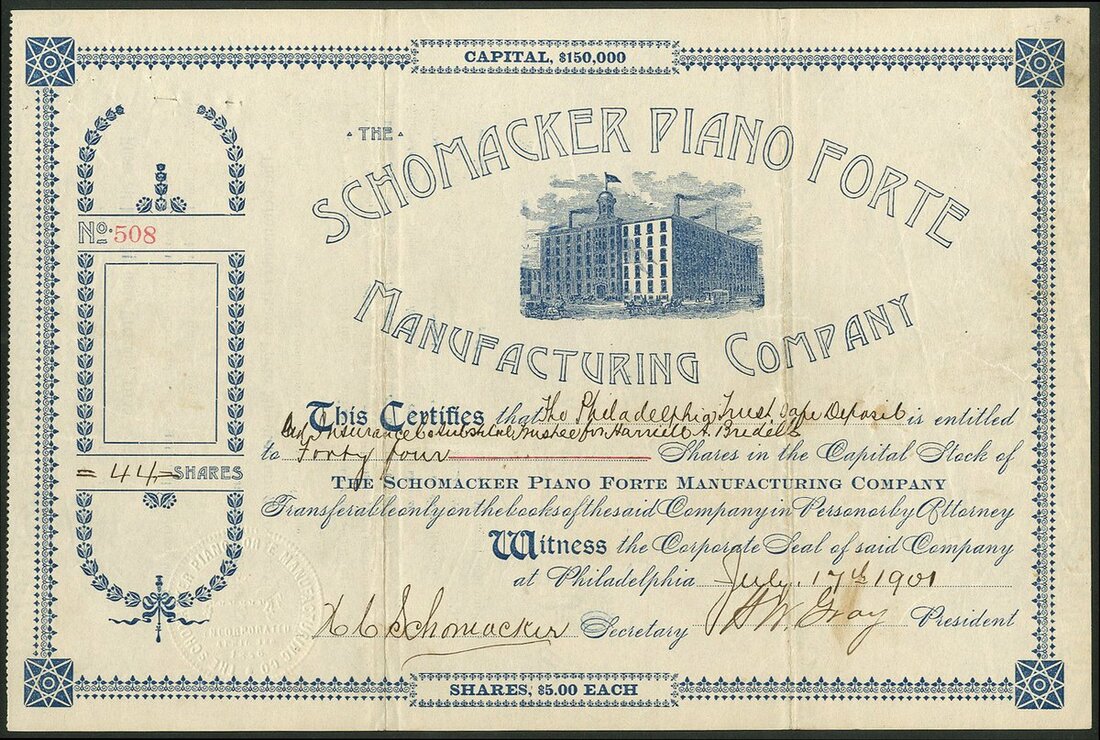 CAPITAL, $150,000
THE
SCHOMACKER PIANO FORTE
MANUFACTURING COMPANY
No. 508
This Certifies that The Philadelphia Trust Safe Deposit is entitled
Insurance Co Substitute trustee for Harriett A. Bredell
to Forty four Shares in the Capital Stock of
= 44 = SHARES
THE SCHOMACKER PIANO FORTE MANUFACTURING COMPANY
Transferable only on the books of the said Company in Person or by Attorney
Witness the Corporate Seal of said Company
at Philadelphia July 17th 1901
H C Schomacker Secretary H W. Gray President
INCORPORATED
SHARES, $5.00 EACH